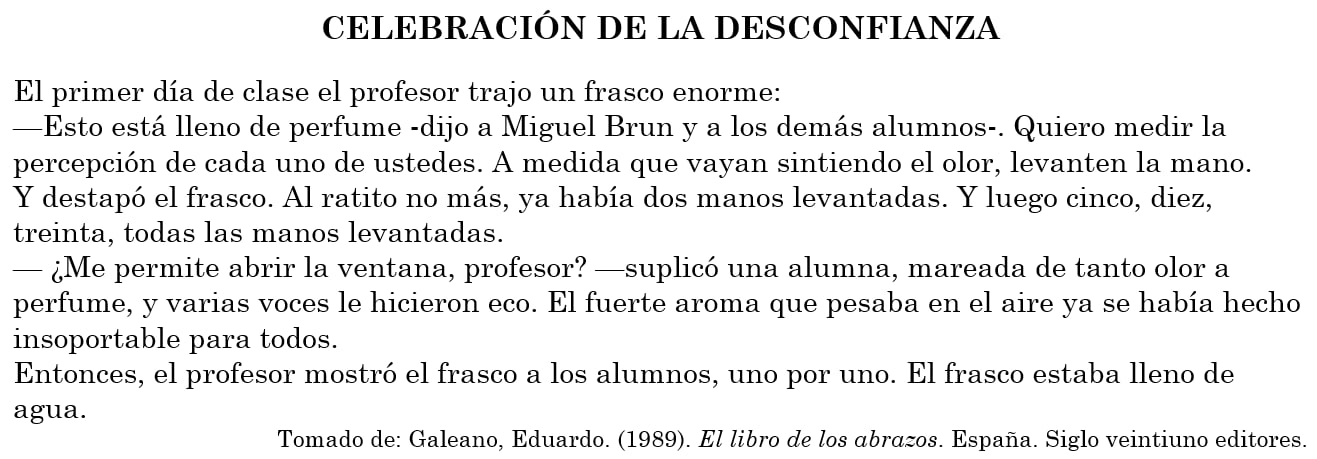 CELEBRACIÓN DE LA DESCONFIANZA
El primer día de clase el profesor trajo un frasco enorme:
—Esto está lleno de perfume -dijo a Miguel Brun y a los demás alumnos-. Quiero medir la
percepción de cada uno de ustedes. A medida que vayan sintiendo el olor, levanten la mano.
Y destapó el frasco. Al ratito no más, ya había dos manos levantadas. Y luego cinco, diez,
treinta, todas las manos levantadas.
— ¿Me permite abrir la ventana, profesor? —suplicó una alumna, mareada de tanto olor a
perfume, y varias voces le hicieron eco. El fuerte aroma que pesaba en el aire ya se había hecho
insoportable para todos.
Entonces, el profesor mostró el frasco a los alumnos, uno por uno. El frasco estaba lleno de
agua.
Tomado de: Galeano, Eduardo. (1989). El libro de los abrazos. España. Siglo veintiuno editores.